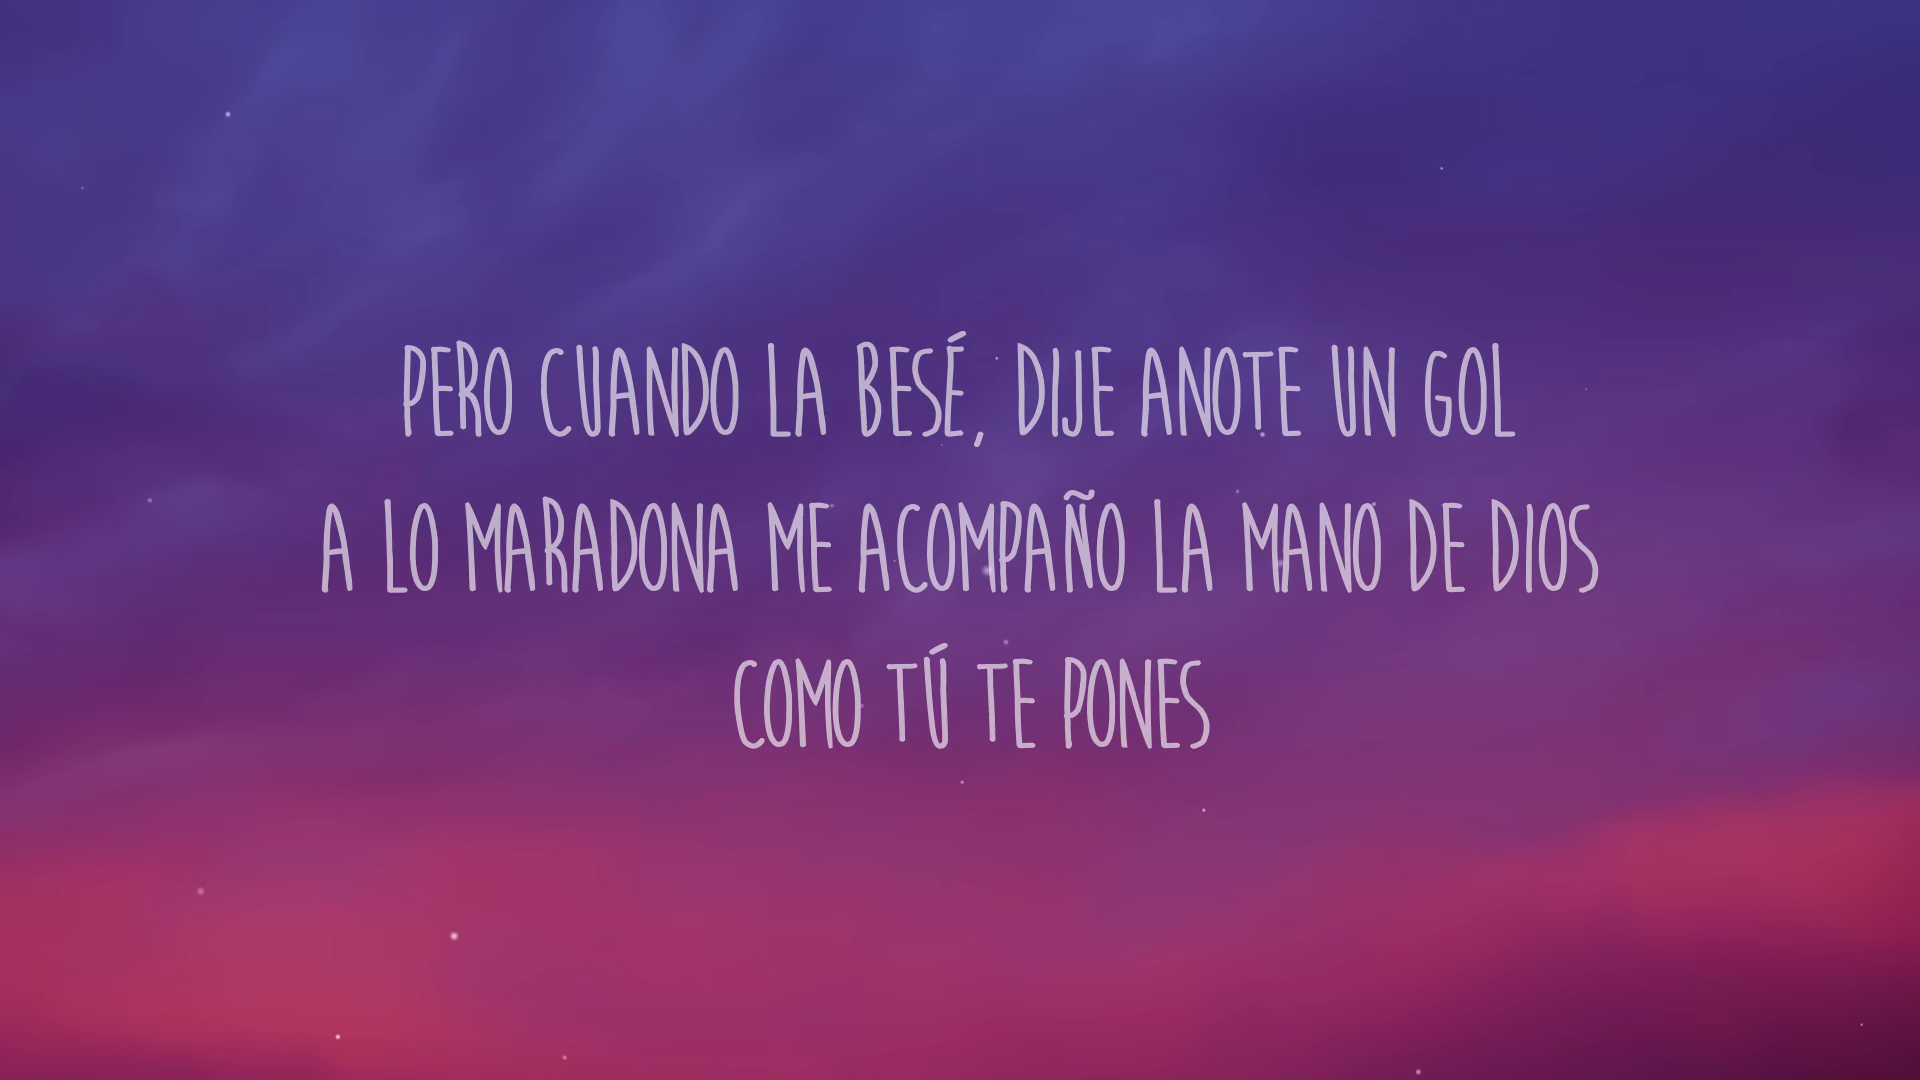 PERO CUANDO LA BESÉ, DIJE ANOTE UN GOL
A LO MARADONA ME ACOMPAÑO LA MANO DE DIOS
COMO TÚ TE PONES